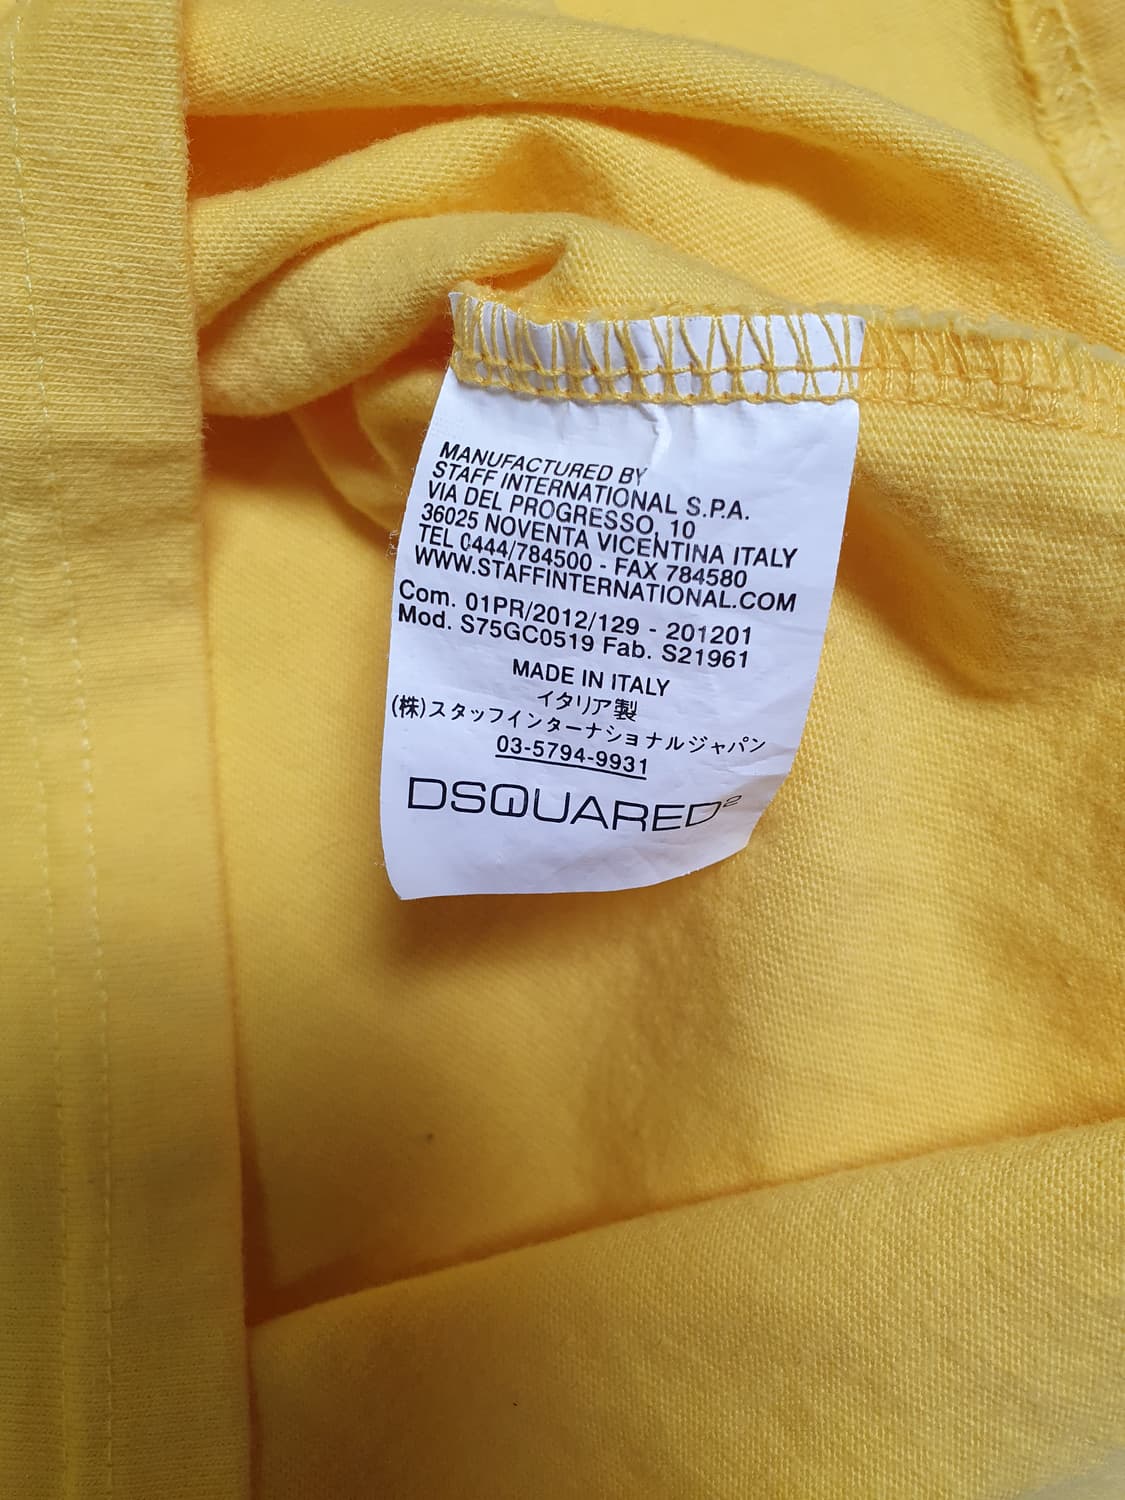 MANUFACTURED BY
STAFF INTERNATIONAL S.P.A.
VIA DEL PROGRESSO, 10
36025 NOVENTA VICENTINA ITALY
TEL 0444/784500 - FAX 784580
WWW.STAFFINTERNATIONAL.COM
Com. 01PR/2012/129 - 201201
Mod. S75GC0519 Fab. S21961
MADE IN ITALY
イタリア製
(株)スタッフインターナショナルジャパン
03-5794-9931
DSQUARED²